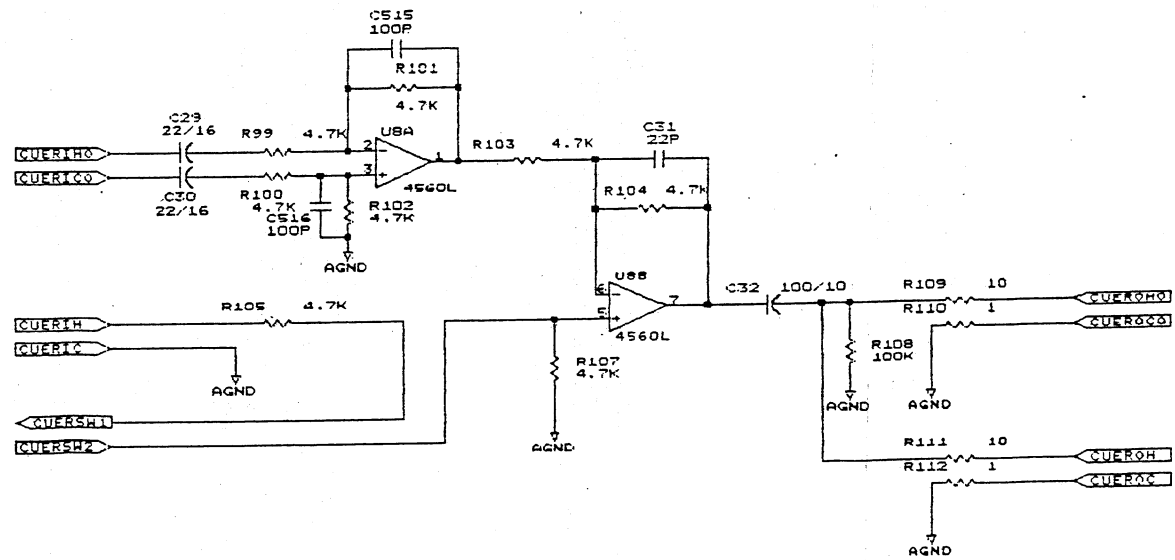 C515
100P
R101
4.7K
C29
22/16
R99
4.7K
U8A
2
1
3
4560L
CUERIHO
CUERICO
C30
22/16
R100
4.7K
C516
100P
R102
4.7K
AGND
R103
4.7K
C31
22P
R104
4.7K
U8B
6
7
5
4560L
C32
100/10
R105
4.7K
CUERIH
CUERIC
AGND
R107
4.7K
AGND
CUERSW1
CUERSW2
R109
10
CUEROHO
R110
1
CUEROCO
R108
100K
AGND
AGND
R111
10
CUEROH
R112
1
CUEROC
AGND